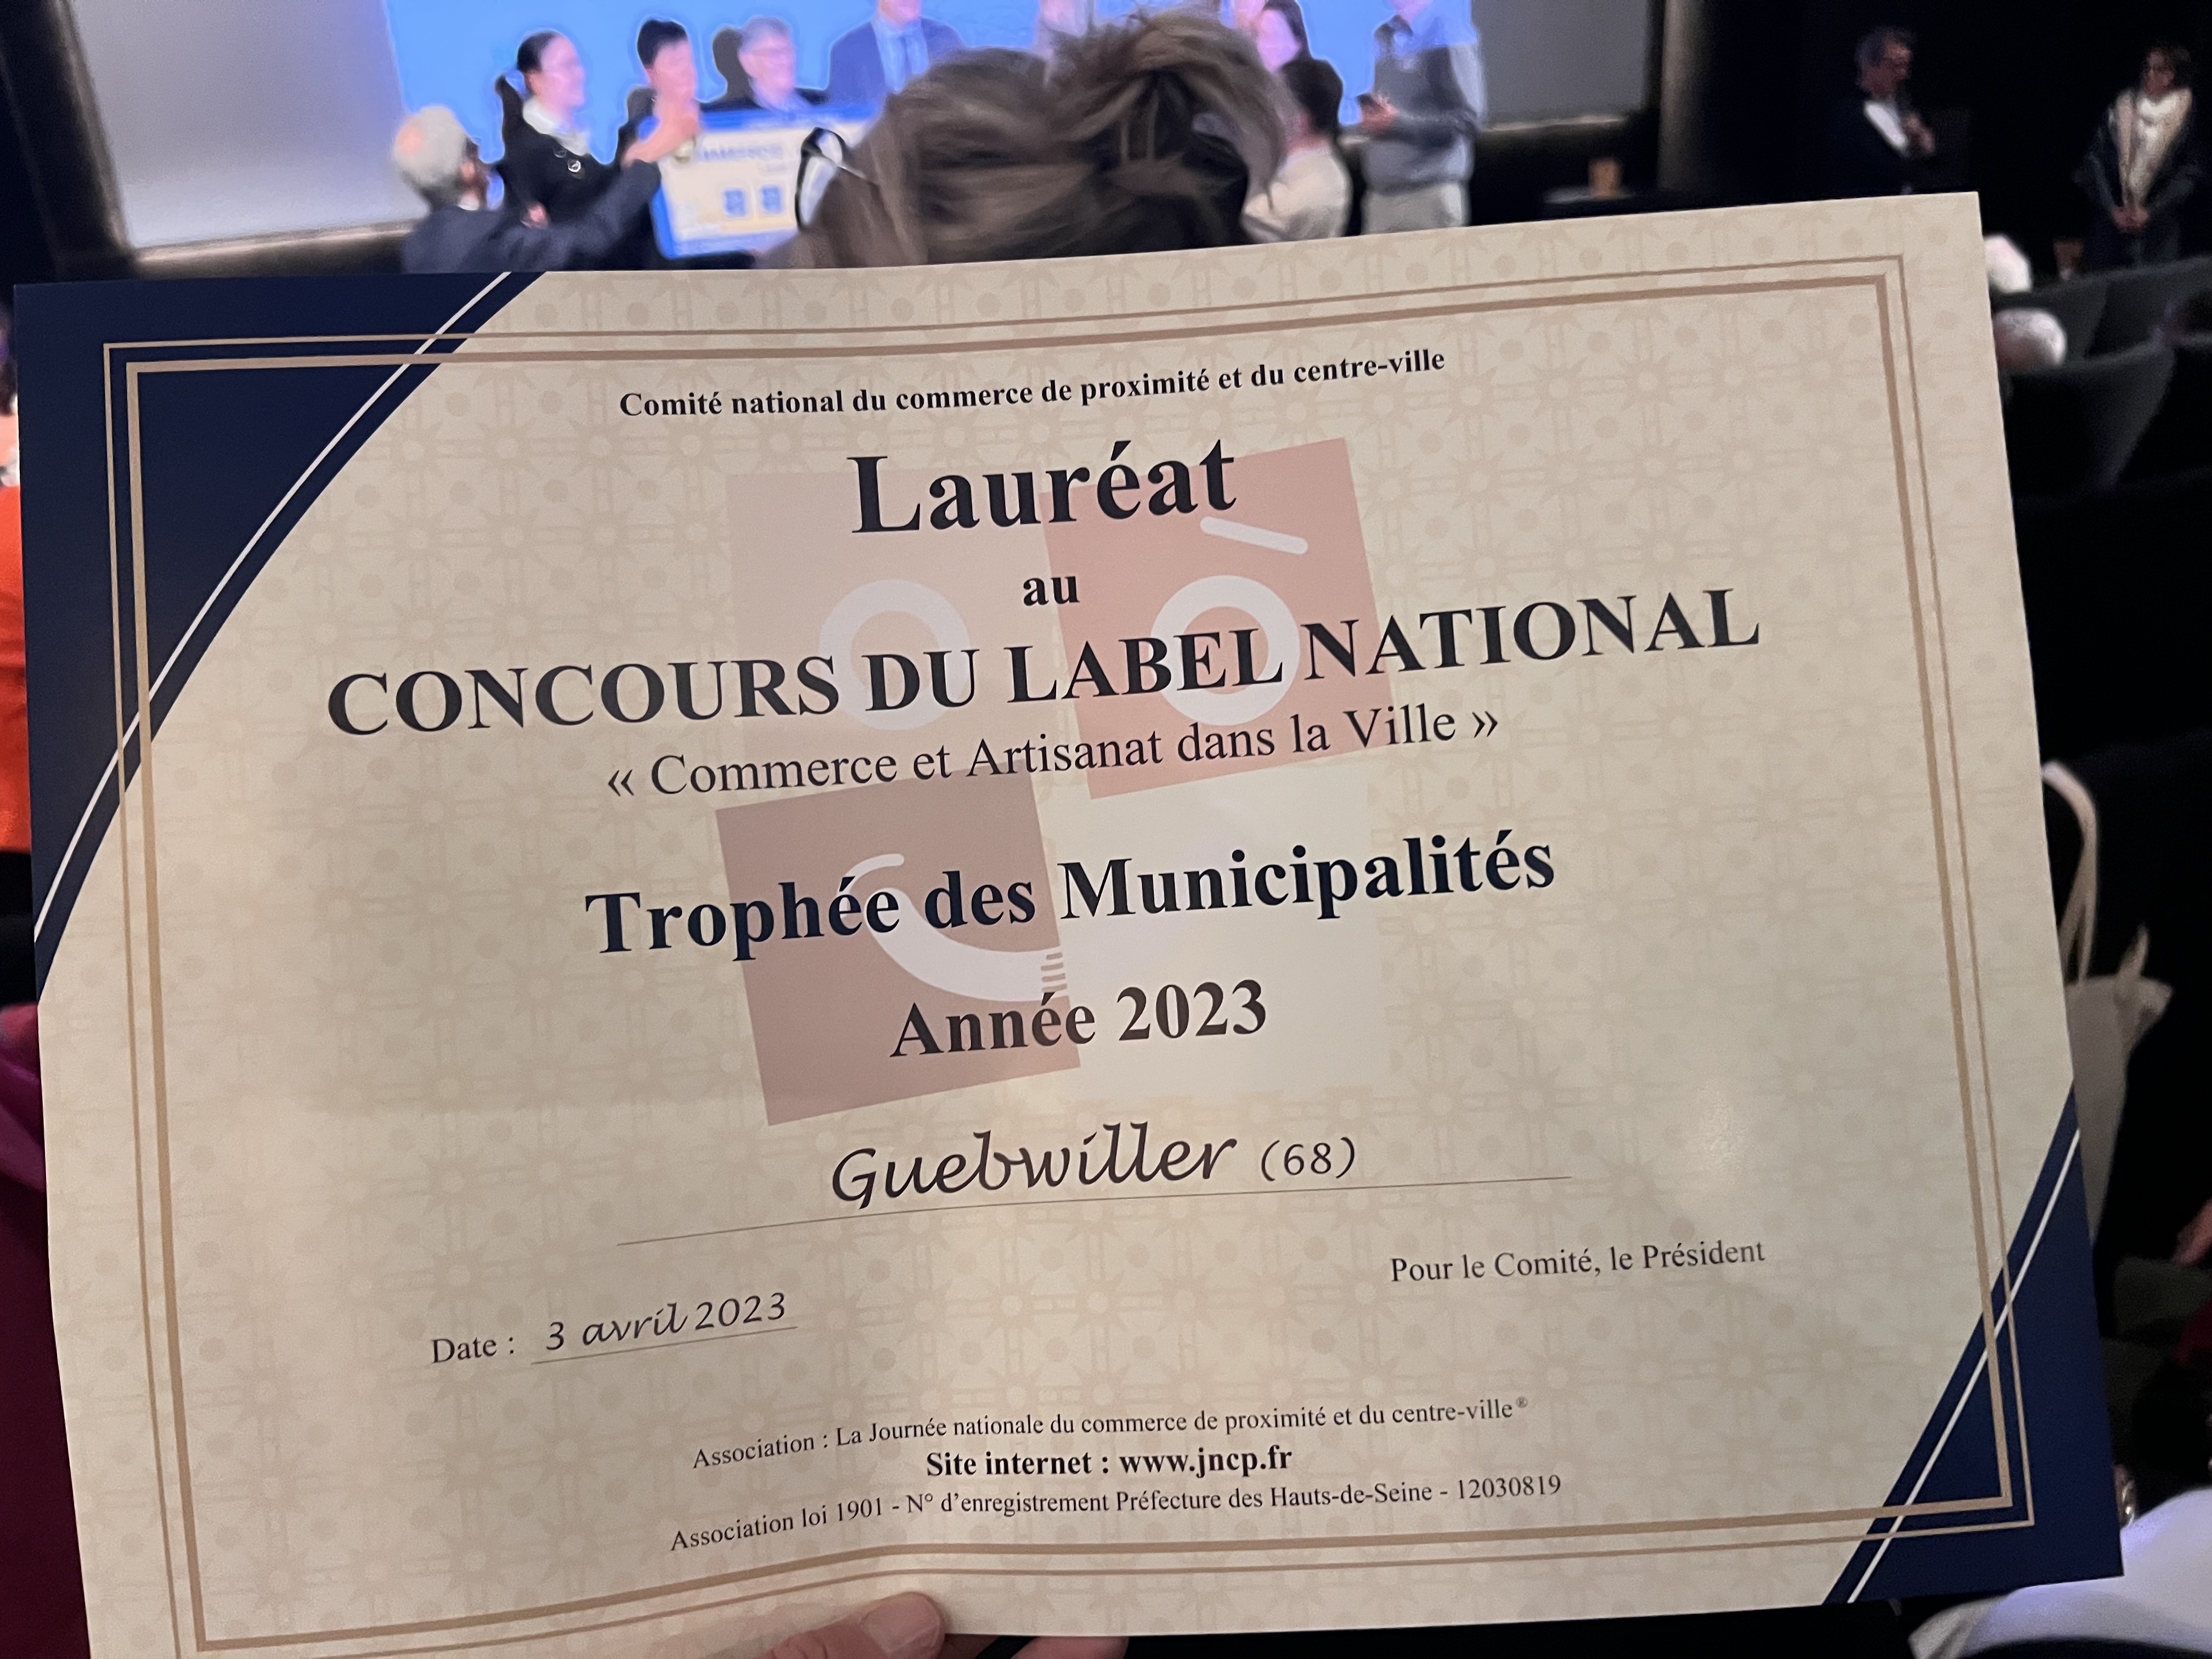 Comité national du commerce de proximité et du centre-ville
Lauréat
au
CONCOURS DU LABEL NATIONAL
« Commerce et Artisanat dans la Ville »
Trophée des Municipalités
Année 2023
Guebwiller (68)
Pour le Comité, le Président
Date : 3 avril 2023
Association : La Journée nationale du commerce de proximité et du centre-ville®
Site internet : www.jncp.fr
Association loi 1901 - N° d'enregistrement Préfecture des Hauts-de-Seine - 12030819